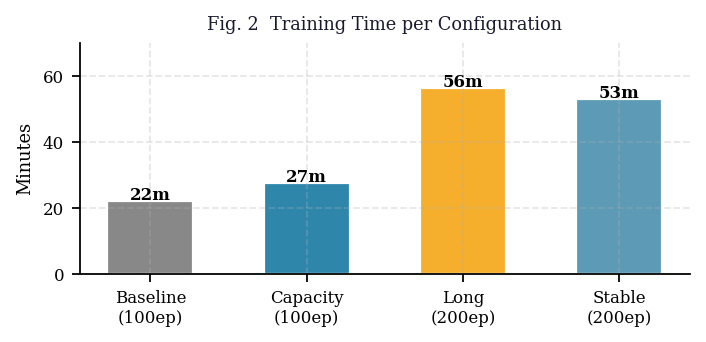 Fig. 2  Training Time per Configuration
Minutes
60
40
20
0
22m
27m
56m
53m
Baseline
(100ep)
Capacity
(100ep)
Long
(200ep)
Stable
(200ep)